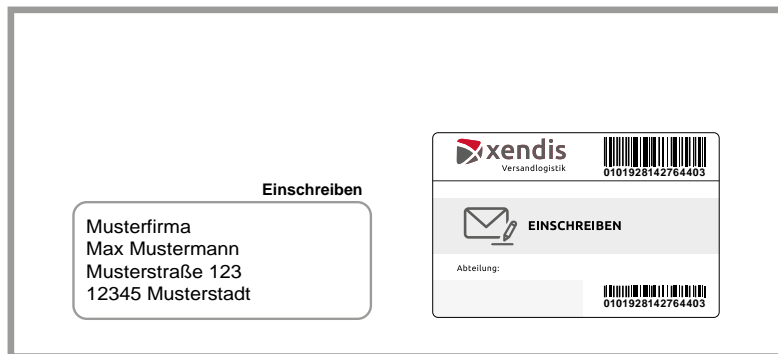 xendis
Versandlogistik
0101928142764403
Einschreiben
Musterfirma
Max Mustermann
Musterstraße 123
12345 Musterstadt
EINSCHREIBEN
Abteilung:
0101928142764403